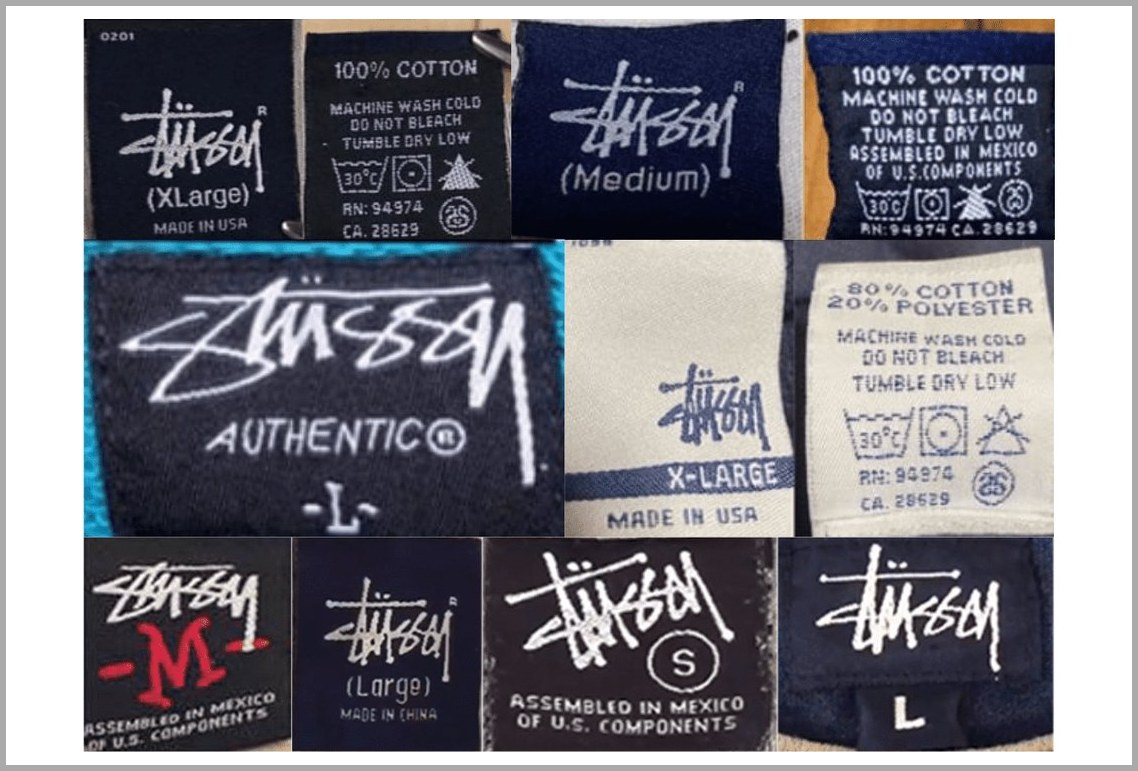 0201
Stüssy
R
(XLarge)
MADE IN USA
100% COTTON
MACHINE WASH COLD
DO NOT BLEACH
TUMBLE DRY LOW
30°C
RN: 94974
CA. 28629
Stüssy
R
(Medium)
100% COTTON
MACHINE WASH COLD
DO NOT BLEACH
TUMBLE DRY LOW
ASSEMBLED IN MEXICO
OF U.S.COMPONENTS
30°C
RN:94974 CA. 28629
Stüssy
AUTHENTIC®
-L-
Stüssy
X-LARGE
MADE IN USA
80% COTTON
20% POLYESTER
MACHINE WASH COLD
DO NOT BLEACH
TUMBLE DRY LOW
30°C
RN: 94974
CA. 28629
Stüssy
-M-
ASSEMBLED IN MEXICO
OF U.S. COMPONENTS
Stüssy
R
(Large)
MADE IN CHINA
Stüssy
S
ASSEMBLED IN MEXICO
OF U.S. COMPONENTS
Stüssy
L